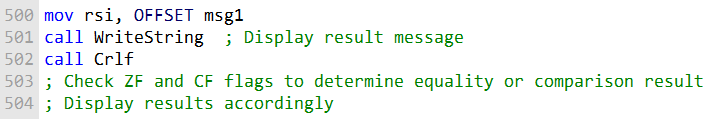 500 mov rsi, OFFSET msg1
501 call WriteString  ; Display result message
502 call Crlf
503 ; Check ZF and CF flags to determine equality or comparison result
504 ; Display results accordingly